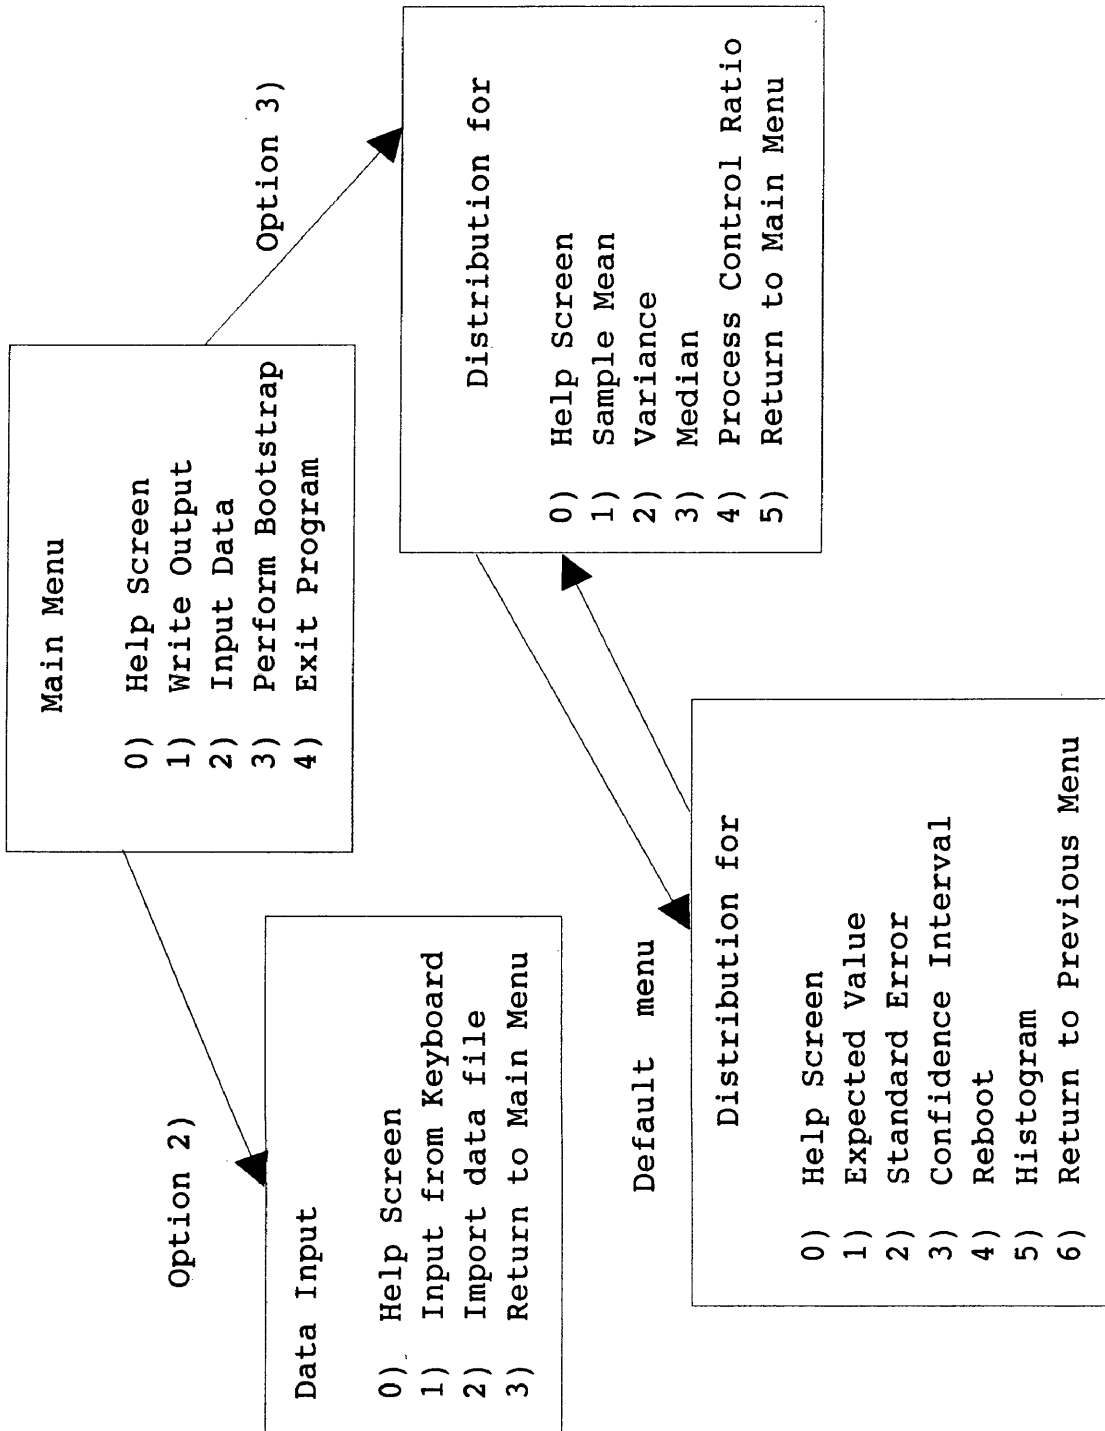 Main Menu
0) Help Screen
1) Write Output
2) Input Data
3) Perform Bootstrap
4) Exit Program
Option 2)
Option 3)
Data Input
0) Help Screen
1) Input from Keyboard
2) Import data file
3) Return to Main Menu
Distribution for
0) Help Screen
1) Sample Mean
2) Variance
3) Median
4) Process Control Ratio
5) Return to Main Menu
Default menu
Distribution for
0) Help Screen
1) Expected Value
2) Standard Error
3) Confidence Interval
4) Reboot
5) Histogram
6) Return to Previous Menu